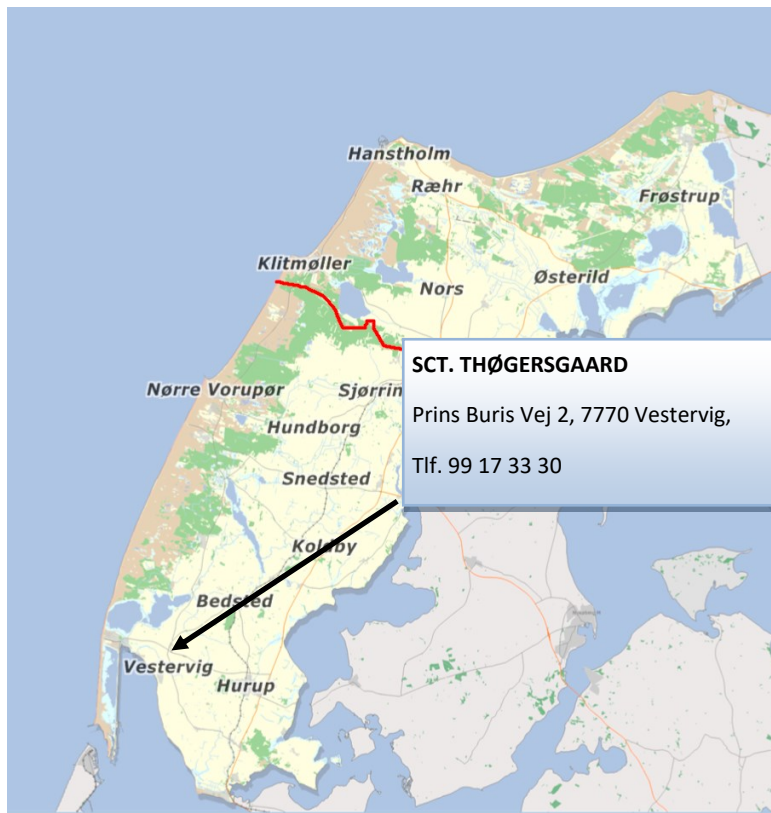 Hanstholm
Ræhr
Frøstrup
Klitmøller
Østerild
Nors
SCT. THØGERSGAARD
Prins Buris Vej 2, 7770 Vestervig,
Tlf. 99 17 33 30
Nørre Vorupør
Sjørrin
Hundborg
Snedsted
Koldby
Bedsted
Vestervig
Hurup